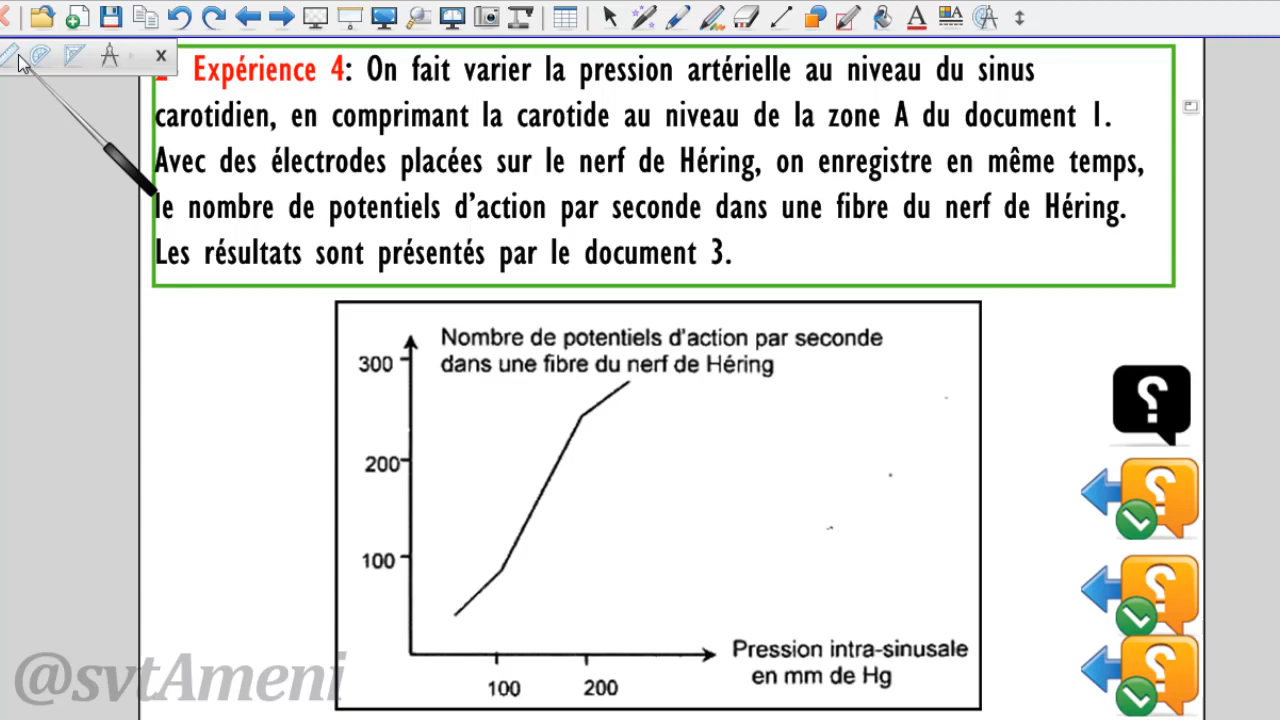 Expérience 4: On fait varier la pression artérielle au niveau du sinus
carotidien, en comprimant la carotide au niveau de la zone A du document 1.
Avec des électrodes placées sur le nerf de Héring, on enregistre en même temps,
le nombre de potentiels d'action par seconde dans une fibre du nerf de Héring.
Les résultats sont présentés par le document 3.
Nombre de potentiels d'action par seconde
dans une fibre du nerf de Héring
300
200
100
Pression intra-sinusale
en mm de Hg
100 200
@svtAmeni